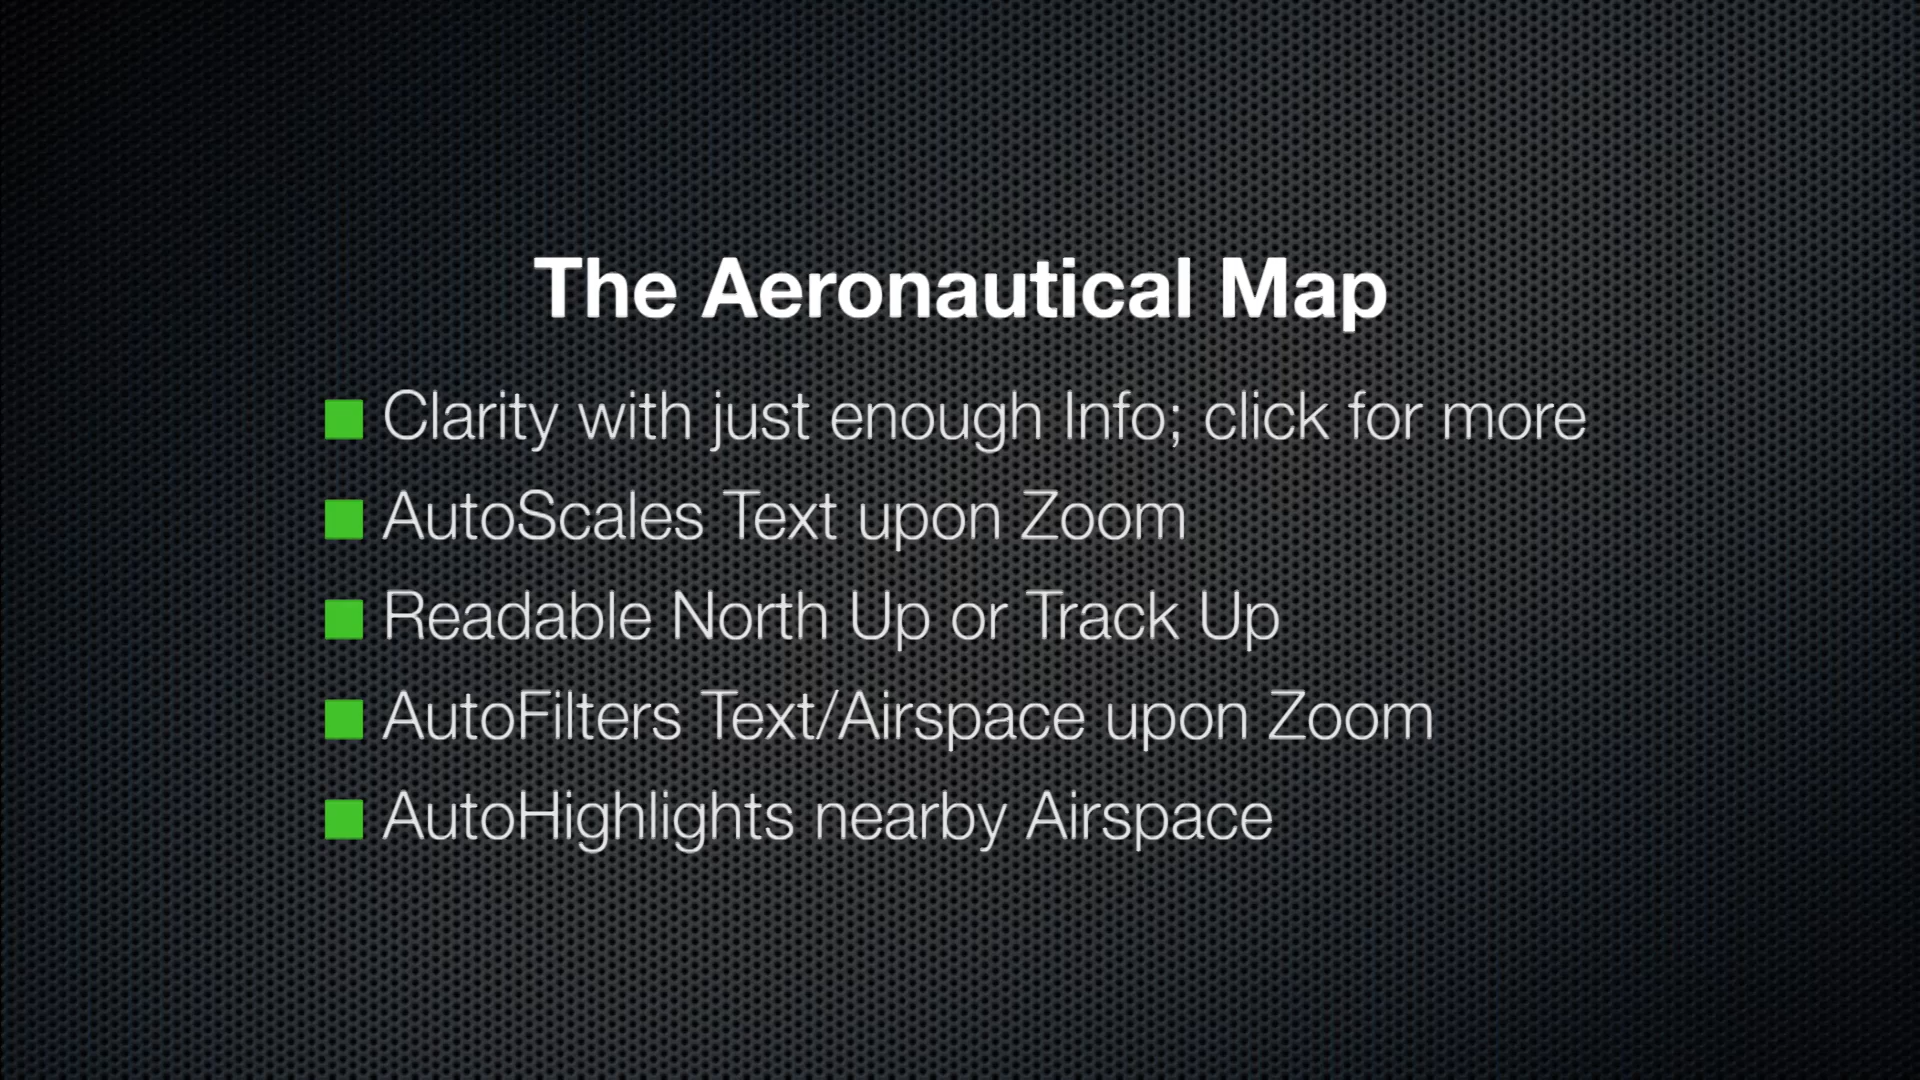 The Aeronautical Map
Clarity with just enough Info; click for more
AutoScales Text upon Zoom
Readable North Up or Track Up
AutoFilters Text/Airspace upon Zoom
AutoHighlights nearby Airspace